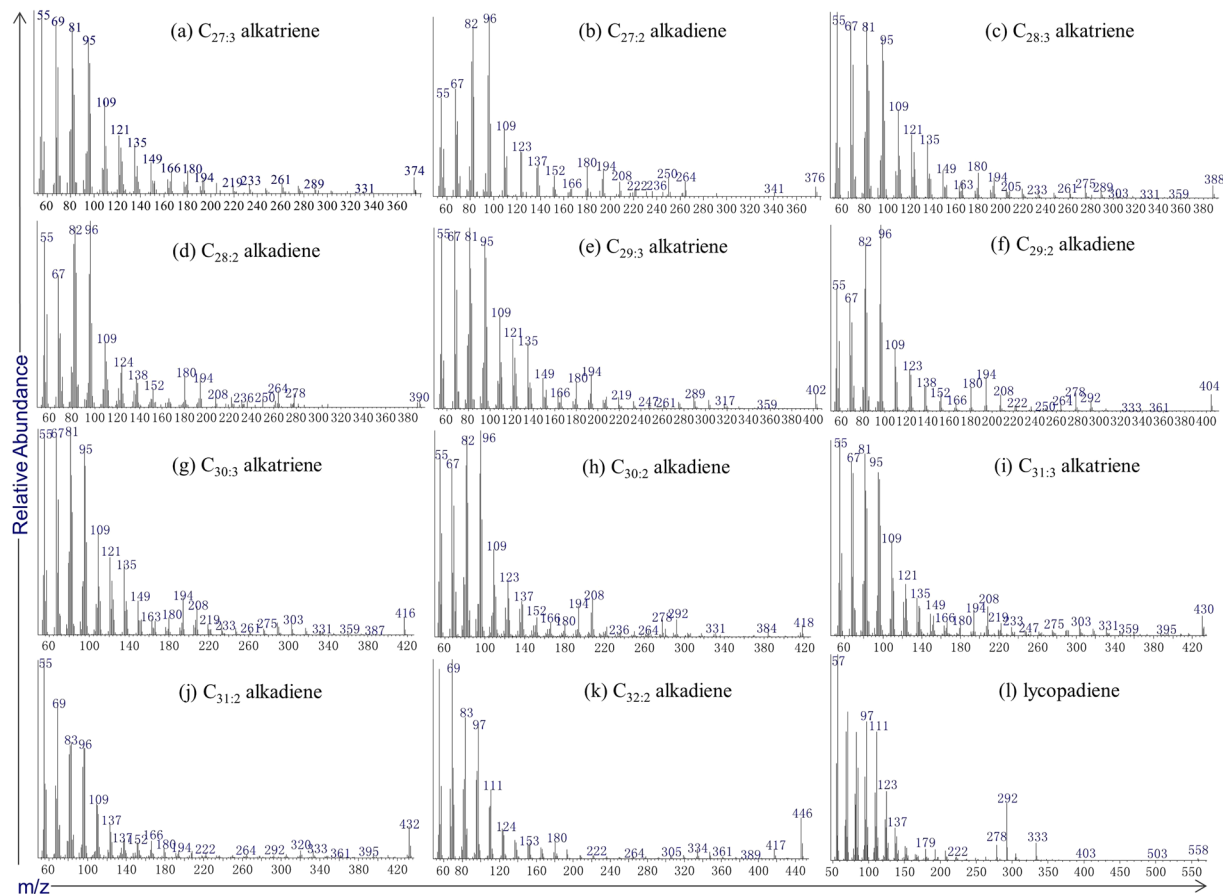 (a) C27:3 alkatriene
55 69 81 95 109 121 135 149 166 180 194 219 233 261 289 331 374
60 80 100 120 140 160 180 200 220 240 260 280 300 320 340 360 380
(b) C27:2 alkadiene
55 67 82 96 109 123 137 152 166 180 194 208 222 236 250 264 341 376
60 80 100 120 140 160 180 200 220 240 260 280 300 320 340 360 380
(c) C28:3 alkatriene
55 67 81 95 109 121 135 149 163 180 194 205 233 261 275 289 303 331 359 388
60 80 100 120 140 160 180 200 220 240 260 280 300 320 340 360 380
(d) C28:2 alkadiene
55 67 82 96 109 124 138 152 180 194 208 236 250 264 278 390
60 80 100 120 140 160 180 200 220 240 260 280 300 320 340 360 380
(e) C29:3 alkatriene
55 67 81 95 109 121 135 149 166 180 194 219 247 261 289 317 359 402
60 80 100 120 140 160 180 200 220 240 260 280 300 320 340 360 380 400
(f) C29:2 alkadiene
55 67 82 96 109 123 138 152 166 180 194 208 222 250 264 278 292 333 361 404
60 80 100 120 140 160 180 200 220 240 260 280 300 320 340 360 380 400
(g) C30:3 alkatriene
55 67 81 95 109 121 135 149 163 180 194 208 219 233 261 275 303 331 359 387 416
60 100 140 180 220 260 300 340 380 420
(h) C30:2 alkadiene
55 67 82 96 109 123 137 152 166 180 194 208 236 264 278 292 331 384 418
60 100 140 180 220 260 300 340 380 420
(i) C31:3 alkatriene
55 67 81 95 109 121 135 149 166 180 194 208 219 233 247 275 303 331 359 395 430
60 100 140 180 220 260 300 340 380 420
(j) C31:2 alkadiene
55 69 83 96 109 137 137 152 166 180 194 222 264 292 320 333 361 395 432
60 100 140 180 220 260 300 340 380 420
(k) C32:2 alkadiene
69 83 97 111 124 153 180 222 264 305 334 361 389 417 446
60 80 120 160 200 240 280 320 360 400 440
(l) lycopadiene
57 97 111 123 137 179 222 278 292 333 403 503 558
50 100 150 200 250 300 350 400 450 500 550
Relative Abundance
m/z